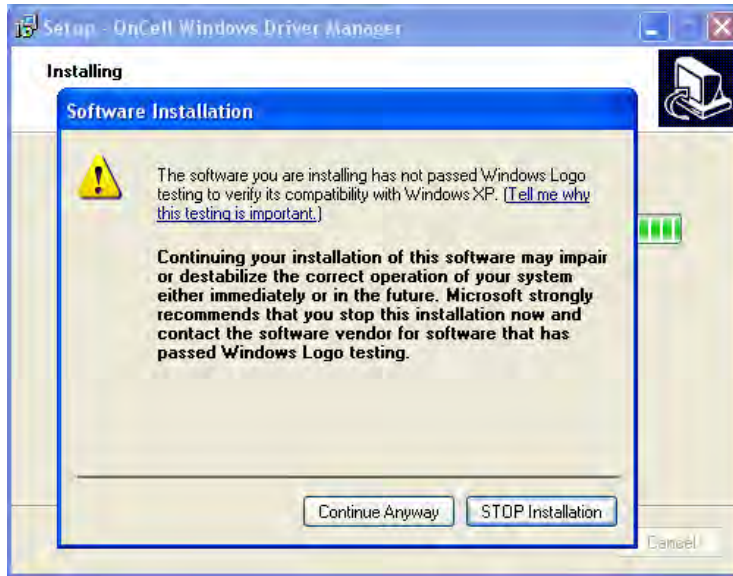 Setup - OnCell Windows Driver Manager
Installing
Software Installation
The software you are installing has not passed Windows Logo
testing to verify its compatibility with Windows XP. (Tell me why
this testing is important.)
Continuing your installation of this software may impair
or destabilize the correct operation of your system
either immediately or in the future. Microsoft strongly
recommends that you stop this installation now and
contact the software vendor for software that has
passed Windows Logo testing.
Continue Anyway
STOP Installation
Cancel